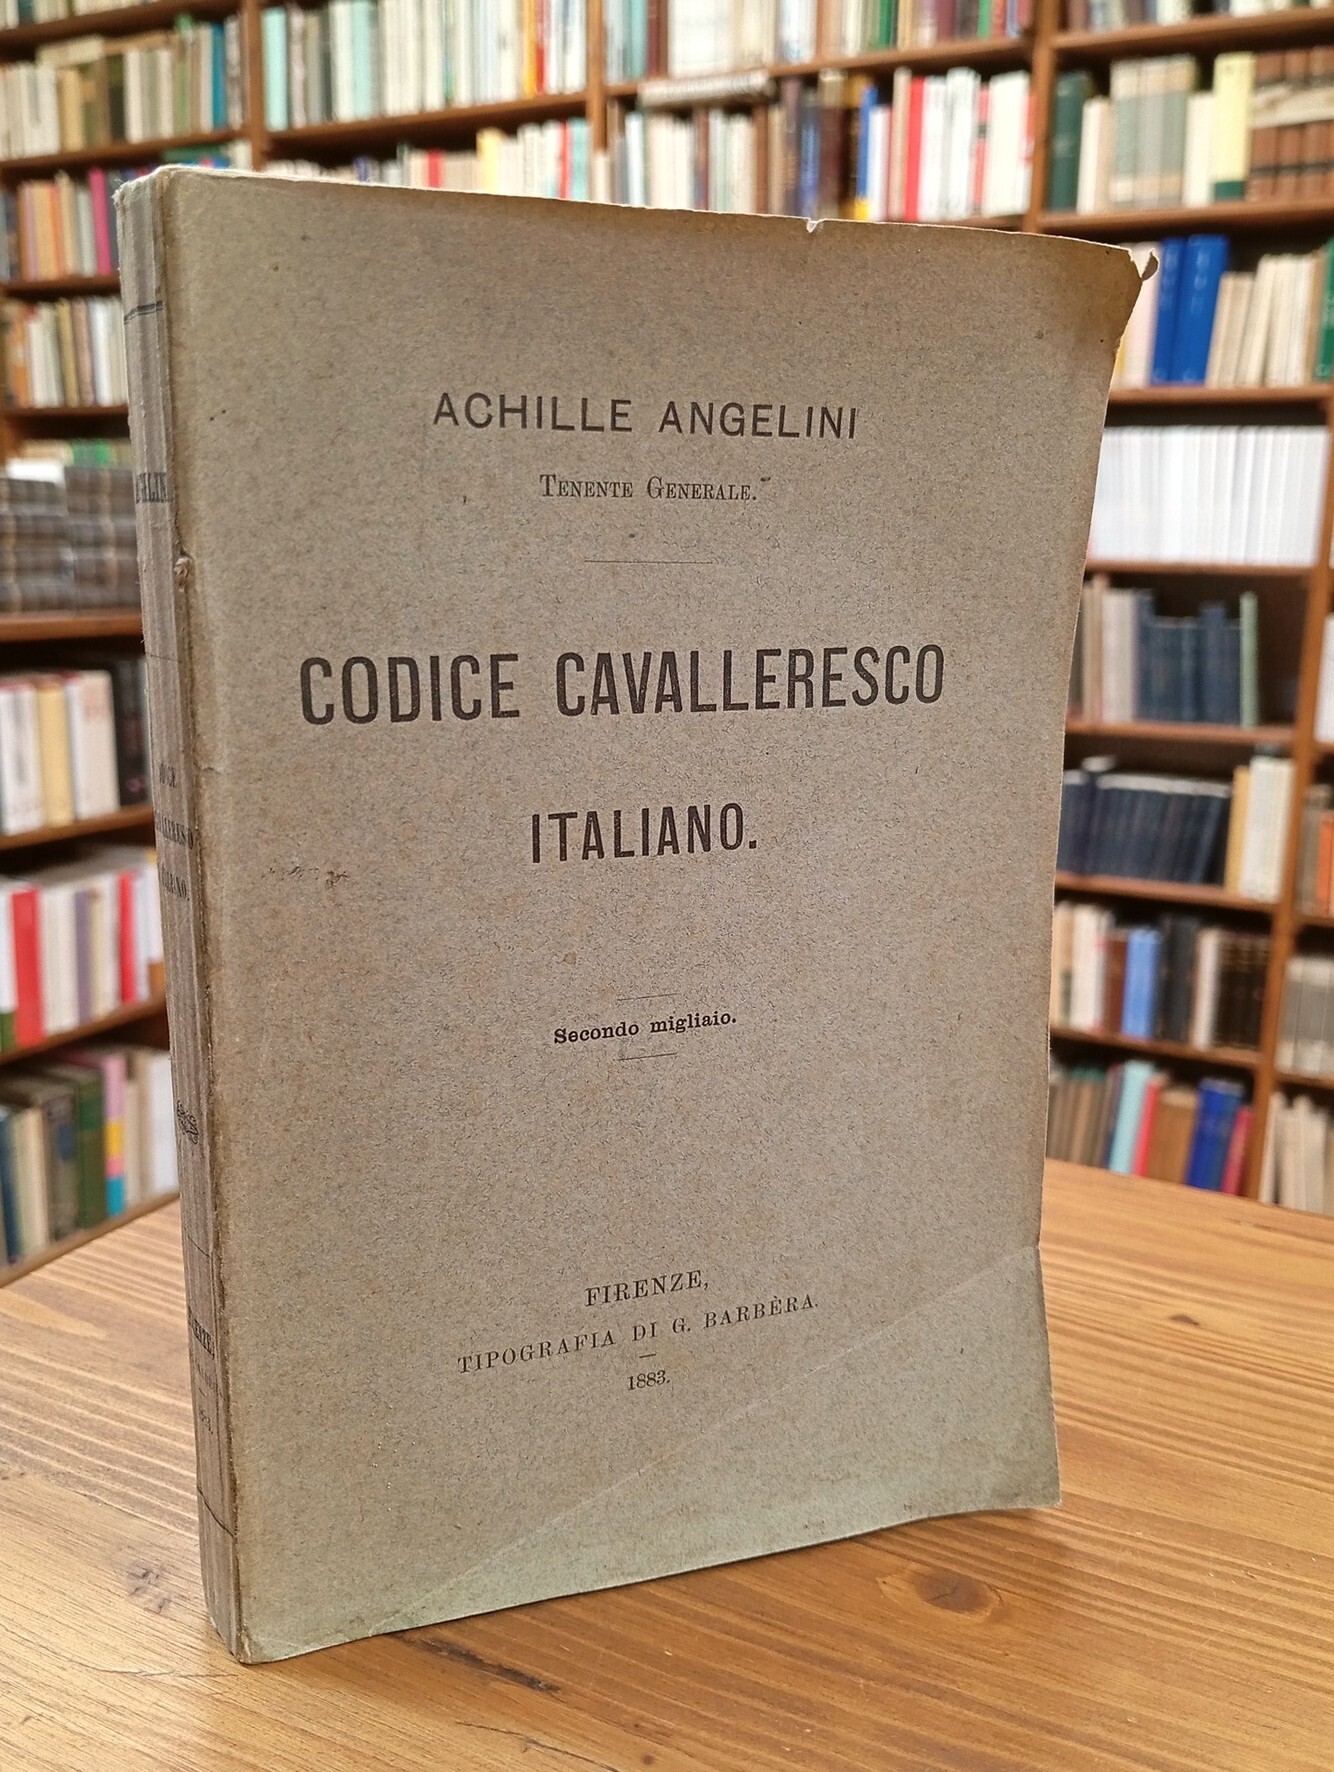 ACHILLE ANGELINI
TENENTE GENERALE.
CODICE CAVALLERESCO
ITALIANO.
Secondo migliaio.
FIRENZE,
TIPOGRAFIA DI G. BARBÈRA.
1883.